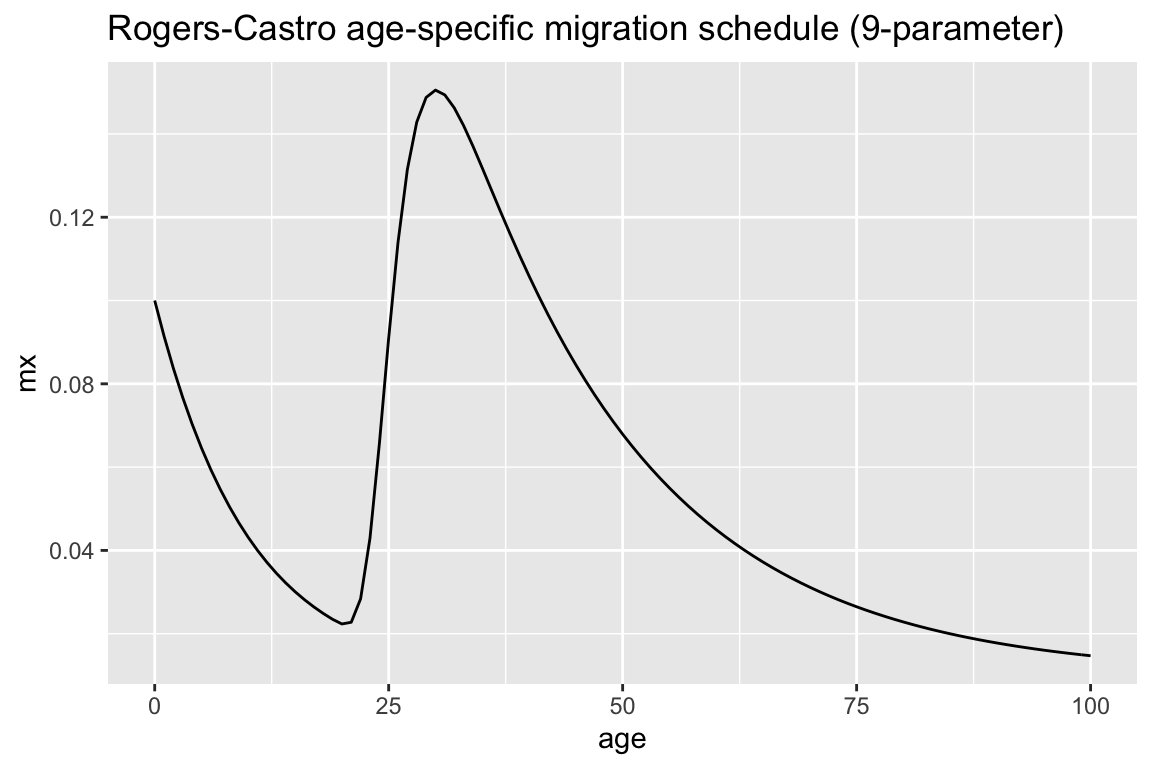 Rogers-Castro age-specific migration schedule (9-parameter)
0.12
0.08
0.04
mx
0 25 50 75 100
age